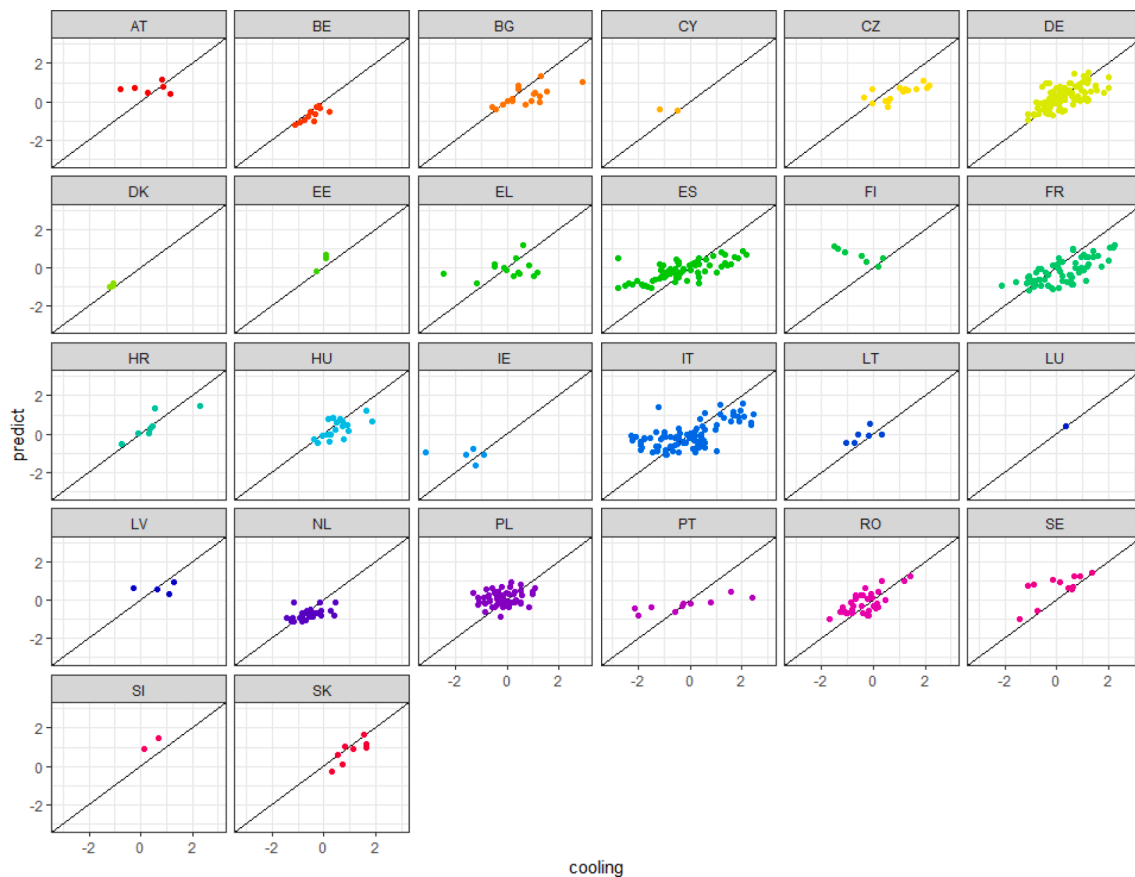 AT BE BG CY CZ DE
2
0
-2
DK EE EL ES FI FR
2
0
-2
HR HU IE IT LT LU
2
0
-2
predict
LV NL PL PT RO SE
2
0
-2
-2 0 2 -2 0 2 -2 0 2 -2 0 2
SI SK
2
0
-2
-2 0 2 -2 0 2
cooling